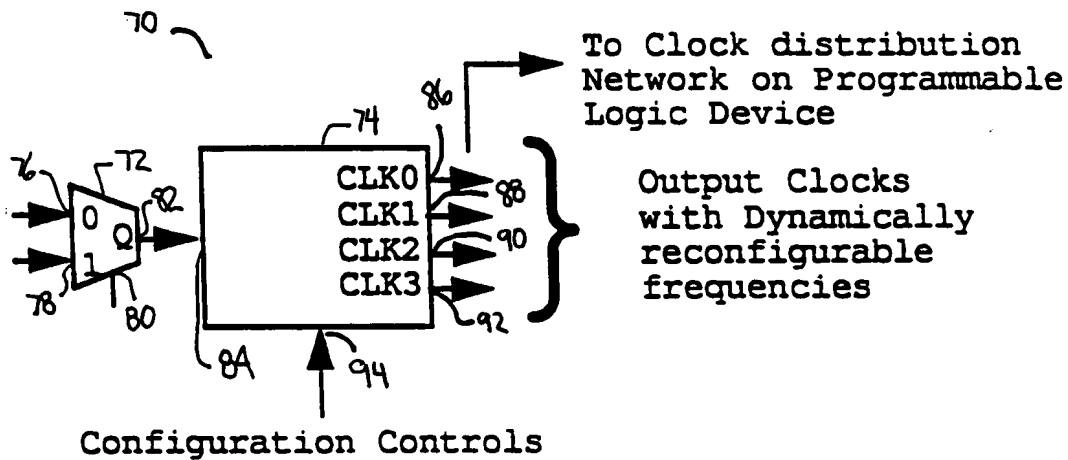 70
To Clock distribution
Network on Programmable
Logic Device
86
74
76
72
82
CLK0
88
0
Q
CLK1
90
1
CLK2
78
80
CLK3
92
84
94
Output Clocks
with Dynamically
reconfigurable
frequencies
Configuration Controls